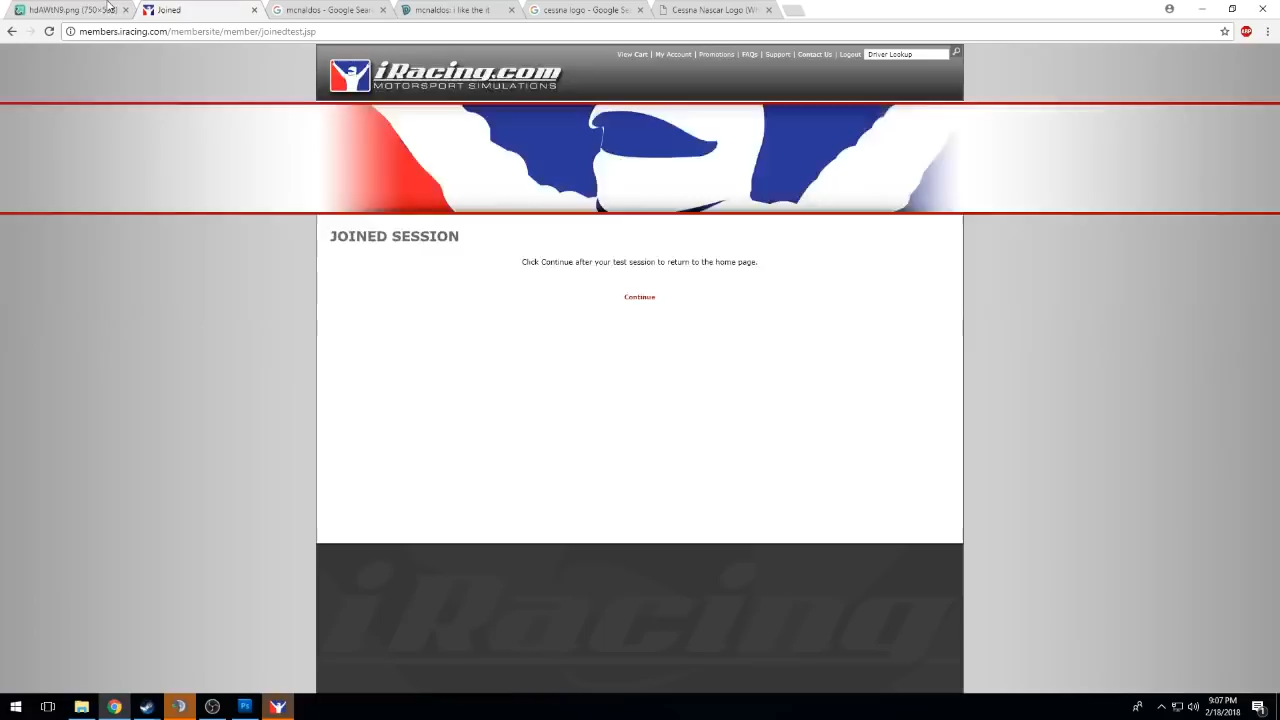 hdAWtN9.png (750×500) Joined mcnaldos - Google Sear mcnaldos: i like the it cessna logo - Google Sea Cessna Nascar Logo (Wh
members.iracing.com/membersite/member/joinedtest.jsp
View Cart | My Account | Promotions | FAQs | Support | Contact Us | Logout Driver Lookup
iRacing.com
MOTORSPORT SIMULATIONS
JOINED SESSION
Click Continue after your test session to return to the home page.
Continue
iRacing
9:07 PM
2/18/2018